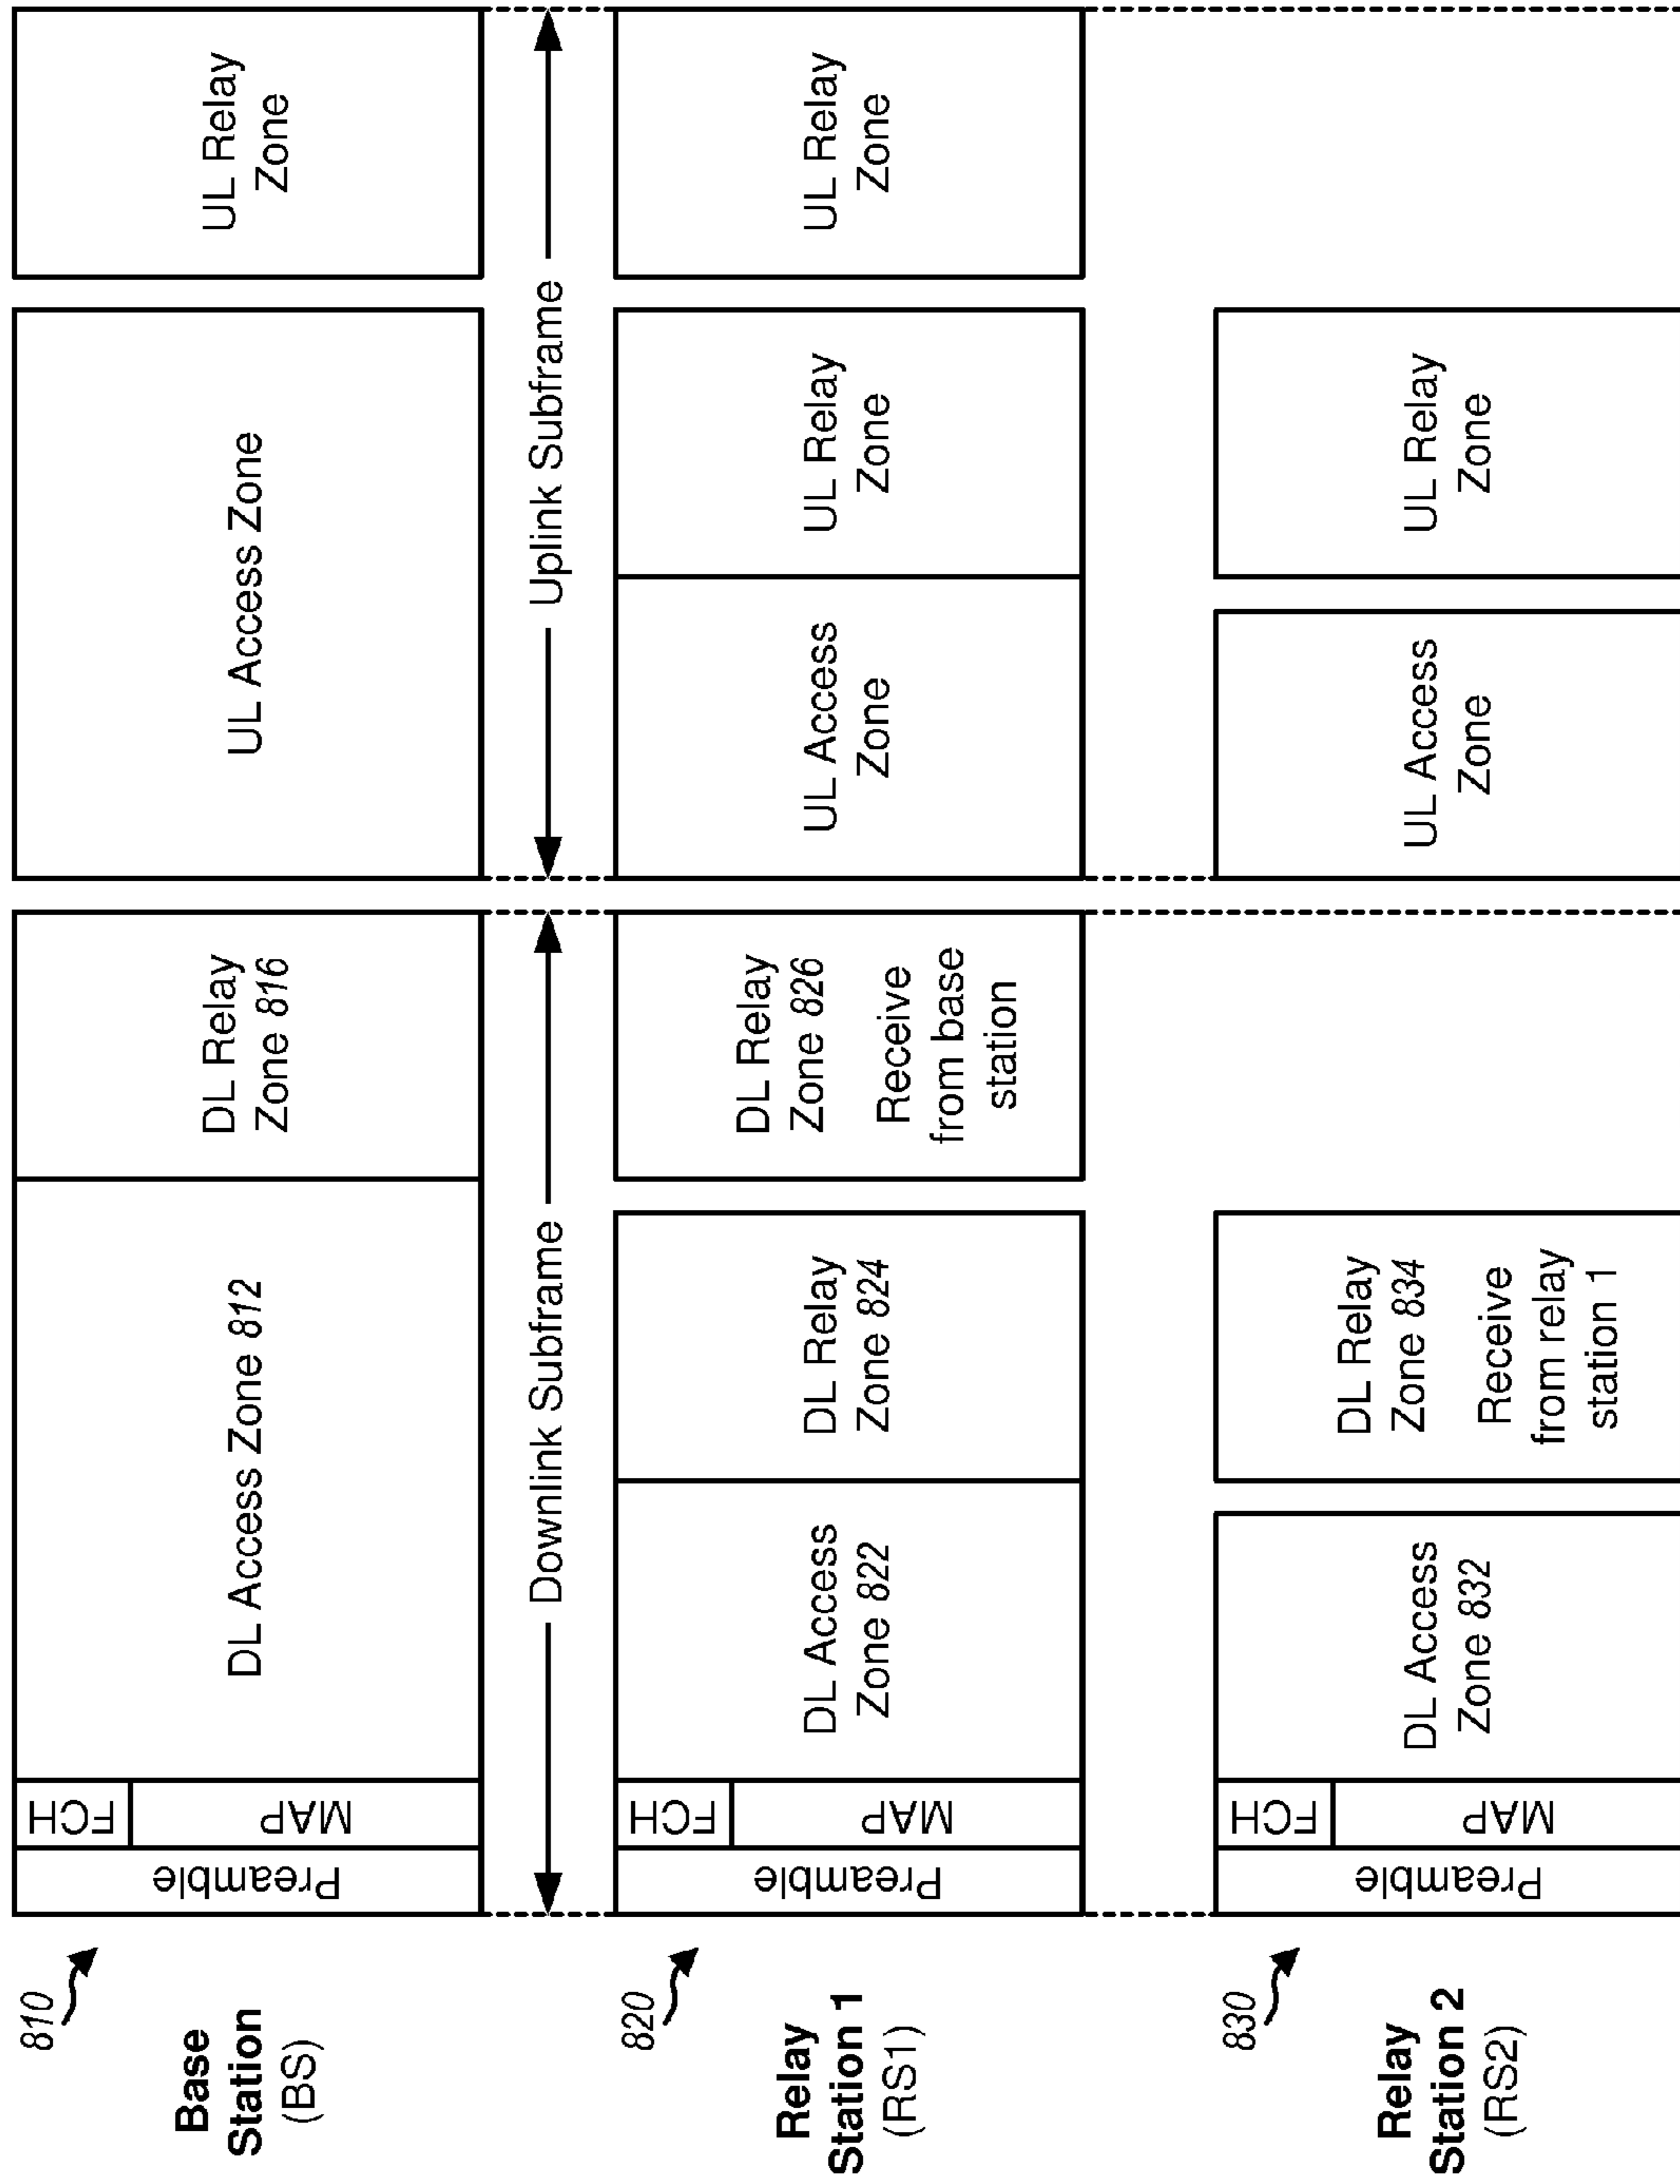 810
Base
Station
(BS)
Preamble
FCH
MAP
DL Access Zone 812
DL Relay
Zone 816
UL Access Zone
UL Relay
Zone
Downlink Subframe
Uplink Subframe
820
Relay
Station 1
(RS1)
Preamble
FCH
MAP
DL Access
Zone 822
DL Relay
Zone 824
DL Relay
Zone 826
Receive
from base
station
UL Access
Zone
UL Relay
Zone
UL Relay
Zone
830
Relay
Station 2
(RS2)
Preamble
FCH
MAP
DL Access
Zone 832
DL Relay
Zone 834
Receive
from relay
station 1
UL Access
Zone
UL Relay
Zone